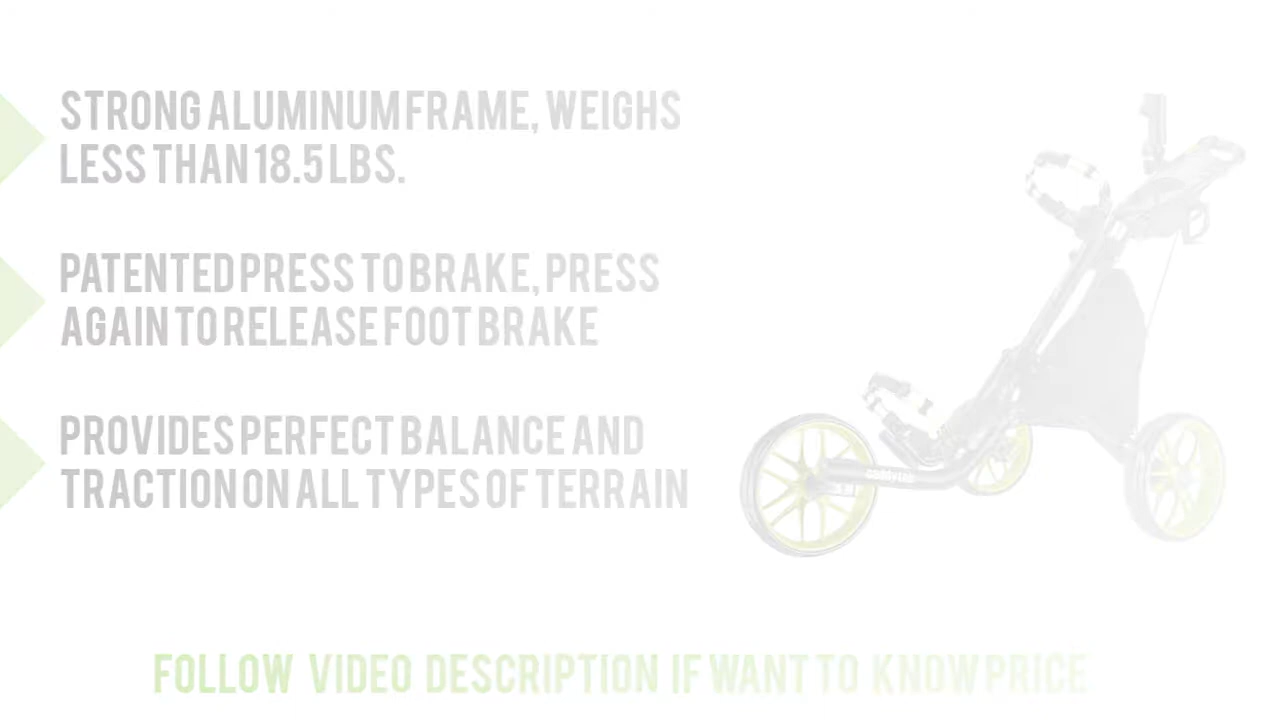 STRONG ALUMINUM FRAME, WEIGHS
LESS THAN 18.5 LBS.
PATENTED PRESS TO BRAKE, PRESS
AGAIN TO RELEASE FOOT BRAKE
PROVIDES PERFECT BALANCE AND
TRACTION ON ALL TYPES OF TERRAIN
FOLLOW VIDEO DESCRIPTION IF WANT TO KNOW PRICE